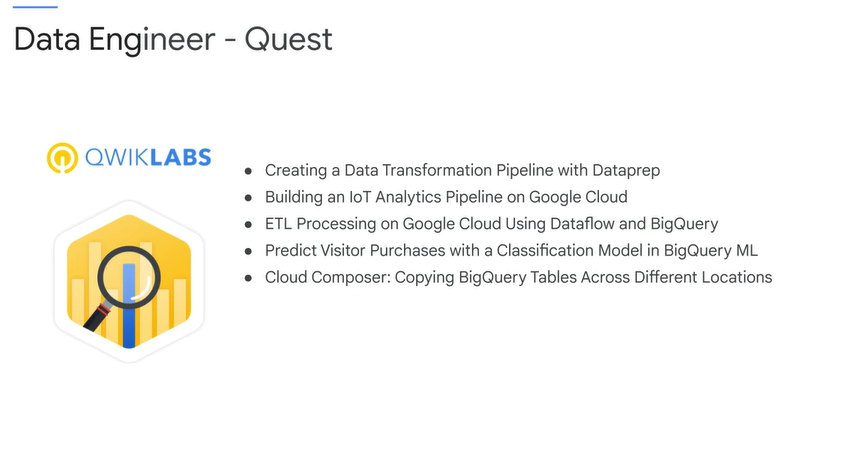 Data Engineer - Quest
QWIKLABS
Creating a Data Transformation Pipeline with Dataprep
Building an IoT Analytics Pipeline on Google Cloud
ETL Processing on Google Cloud Using Dataflow and BigQuery
Predict Visitor Purchases with a Classification Model in BigQuery ML
Cloud Composer: Copying BigQuery Tables Across Different Locations